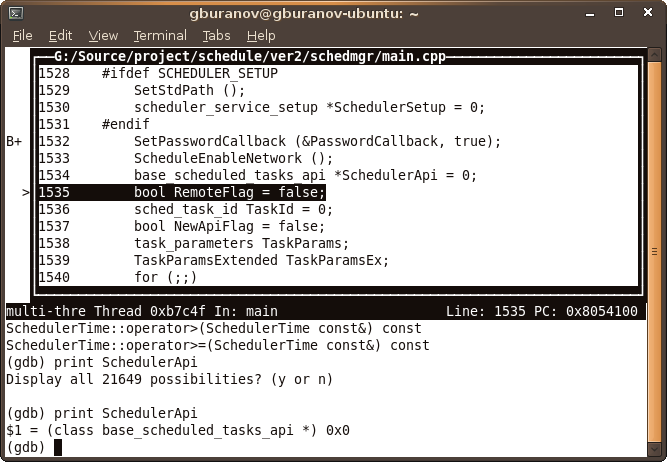 gburanov@gburanov-ubuntu: ~
File Edit View Terminal Tabs Help
G:/Source/project/schedule/ver2/schedmgr/main.cpp
1528 #ifdef SCHEDULER_SETUP
1529 SetStdPath ();
1530 scheduler_service_setup *SchedulerSetup = 0;
1531 #endif
B+ 1532 SetPasswordCallback (&PasswordCallback, true);
1533 ScheduleEnableNetwork ();
1534 base_scheduled_tasks_api *SchedulerApi = 0;
> 1535 bool RemoteFlag = false;
1536 sched_task_id TaskId = 0;
1537 bool NewApiFlag = false;
1538 task_parameters TaskParams;
1539 TaskParamsExtended TaskParamsEx;
1540 for (;;)
multi-thre Thread 0xb7c4f In: main Line: 1535 PC: 0x8054100
SchedulerTime::operator>(SchedulerTime const&) const
SchedulerTime::operator>=(SchedulerTime const&) const
(gdb) print SchedulerApi
Display all 21649 possibilities? (y or n)
(gdb) print SchedulerApi
$1 = (class base_scheduled_tasks_api *) 0x0
(gdb)